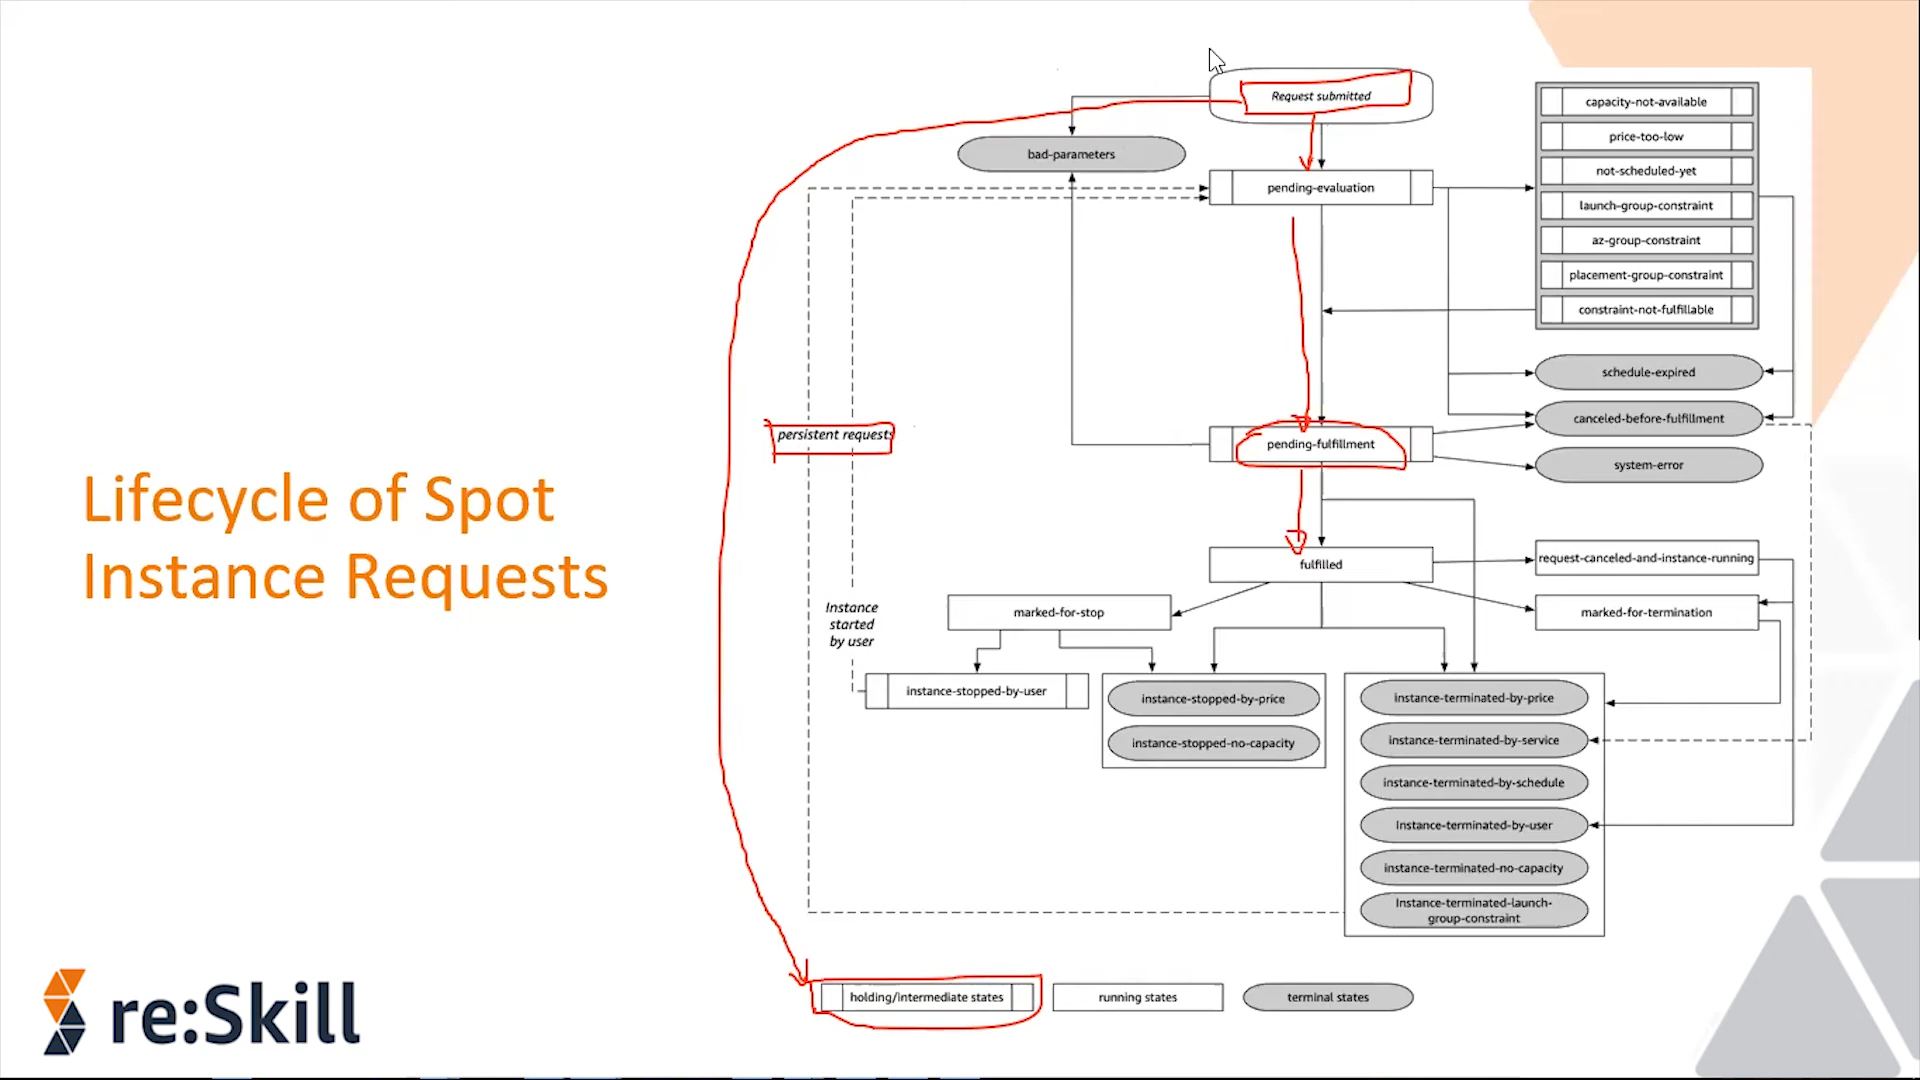 Request submitted
bad-parameters
pending-evaluation
capacity-not-available
price-too-low
not-scheduled-yet
launch-group-constraint
az-group-constraint
placement-group-constraint
constraint-not-fulfillable
schedule-expired
canceled-before-fulfillment
system-error
persistent requests
pending-fulfillment
Lifecycle of Spot
Instance Requests
fulfilled
request-canceled-and-instance-running
marked-for-stop
marked-for-termination
Instance
started
by user
instance-stopped-by-user
instance-stopped-by-price
instance-stopped-no-capacity
instance-terminated-by-price
instance-terminated-by-service
instance-terminated-by-schedule
Instance-terminated-by-user
instance-terminated-no-capacity
Instance-terminated-launch-
group-constraint
holding/intermediate states
running states
terminal states
re:Skill